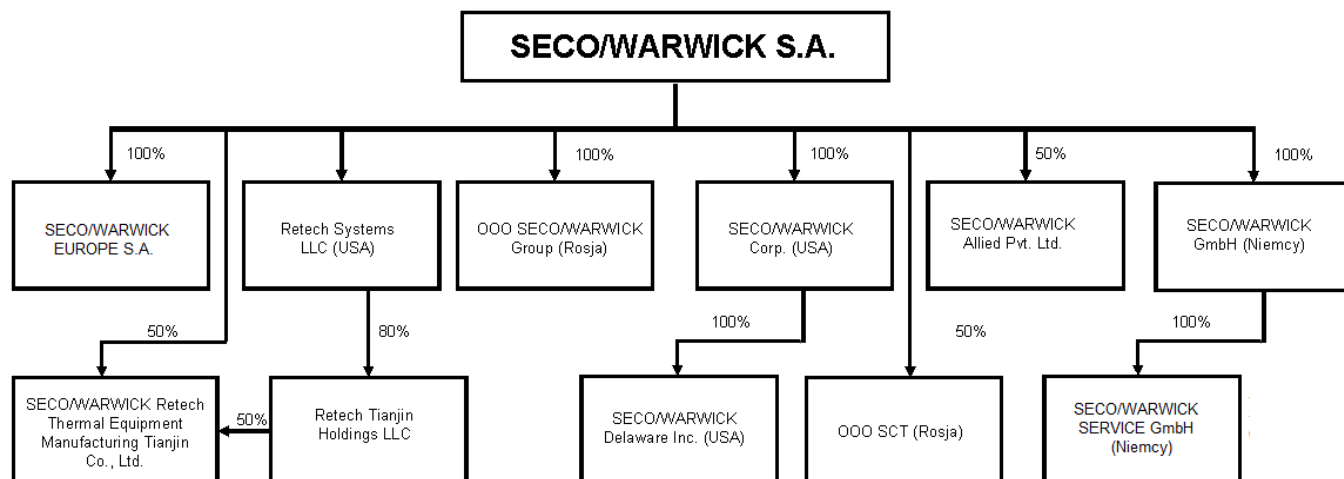 SECO/WARWICK S.A.
100%
100%
100%
50%
100%
SECO/WARWICK
EUROPE S.A.
Retech Systems
LLC (USA)
OOO SECO/WARWICK
Group (Rosja)
SECO/WARWICK
Corp. (USA)
SECO/WARWICK
Allied Pvt. Ltd.
SECO/WARWICK
GmbH (Niemcy)
50%
80%
100%
50%
100%
SECO/WARWICK Retech
Thermal Equipment
Manufacturing Tianjin
Co., Ltd.
50%
Retech Tianjin
Holdings LLC
SECO/WARWICK
Delaware Inc. (USA)
OOO SCT (Rosja)
SECO/WARWICK
SERVICE GmbH
(Niemcy)